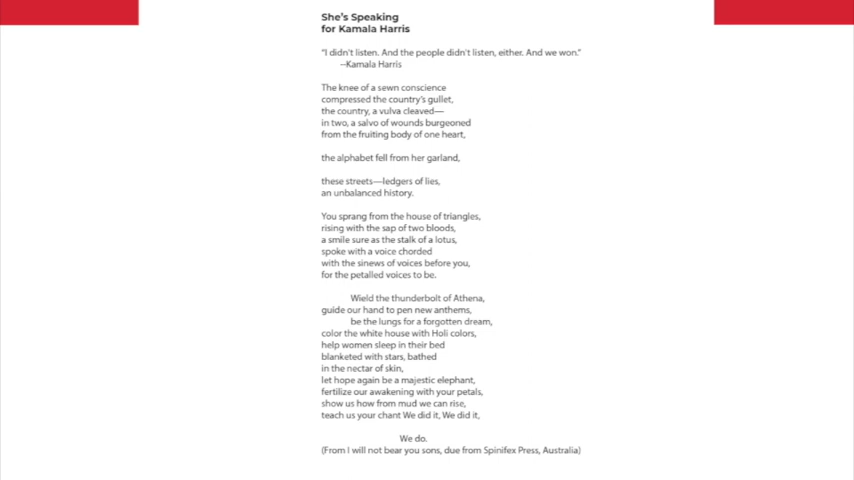 She's Speaking
for Kamala Harris
"I didn't listen. And the people didn't listen, either. And we won."
--Kamala Harris
The knee of a sewn conscience
compressed the country's gullet,
the country, a vulva cleaved—
in two, a salvo of wounds burgeoned
from the fruiting body of one heart,
the alphabet fell from her garland,
these streets—ledgers of lies,
an unbalanced history.
You sprang from the house of triangles,
rising with the sap of two bloods,
a smile sure as the stalk of a lotus,
spoke with a voice chorded
with the sinews of voices before you,
for the petalled voices to be.
Wield the thunderbolt of Athena,
guide our hand to pen new anthems,
be the lungs for a forgotten dream,
color the white house with Holi colors,
help women sleep in their bed
blanketed with stars, bathed
in the nectar of skin,
let hope again be a majestic elephant,
fertilize our awakening with your petals,
show us how from mud we can rise,
teach us your chant We did it, We did it,
We do.
(From I will not bear you sons, due from Spinifex Press, Australia)